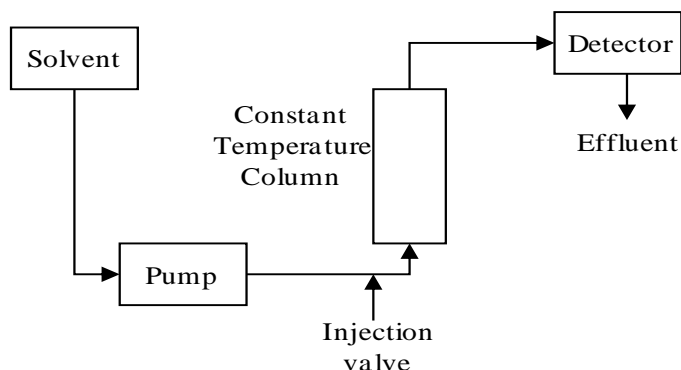 Solvent
Detector
Constant
Temperature
Column
Effluent
Pump
Injection
valve